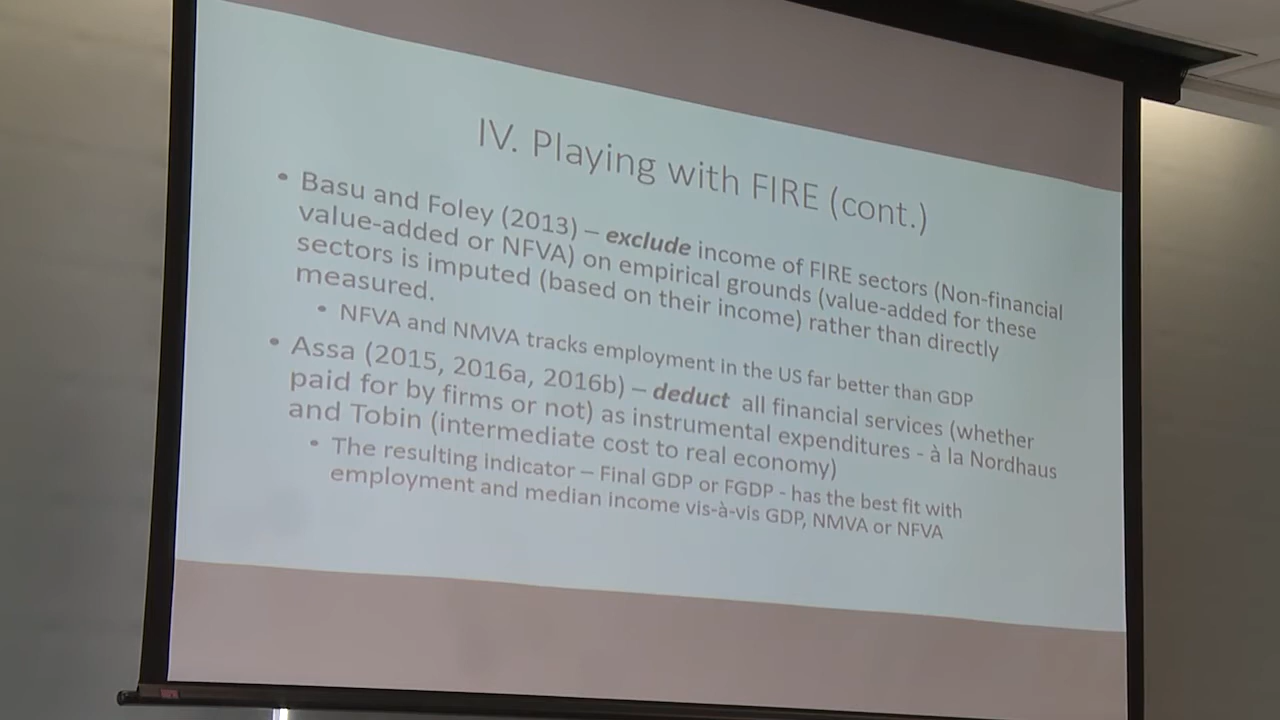 IV. Playing with FIRE (cont.)
• Basu and Foley (2013) – exclude income of FIRE sectors (Non-financial
value-added or NFVA) on empirical grounds (value-added for these
sectors is imputed (based on their income) rather than directly
measured.
• NFVA and NMVA tracks employment in the US far better than GDP
• Assa (2015, 2016a, 2016b) – deduct all financial services (whether
paid for by firms or not) as instrumental expenditures - à la Nordhaus
and Tobin (intermediate cost to real economy)
• The resulting indicator – Final GDP or FGDP - has the best fit with
employment and median income vis-à-vis GDP, NMVA or NFVA